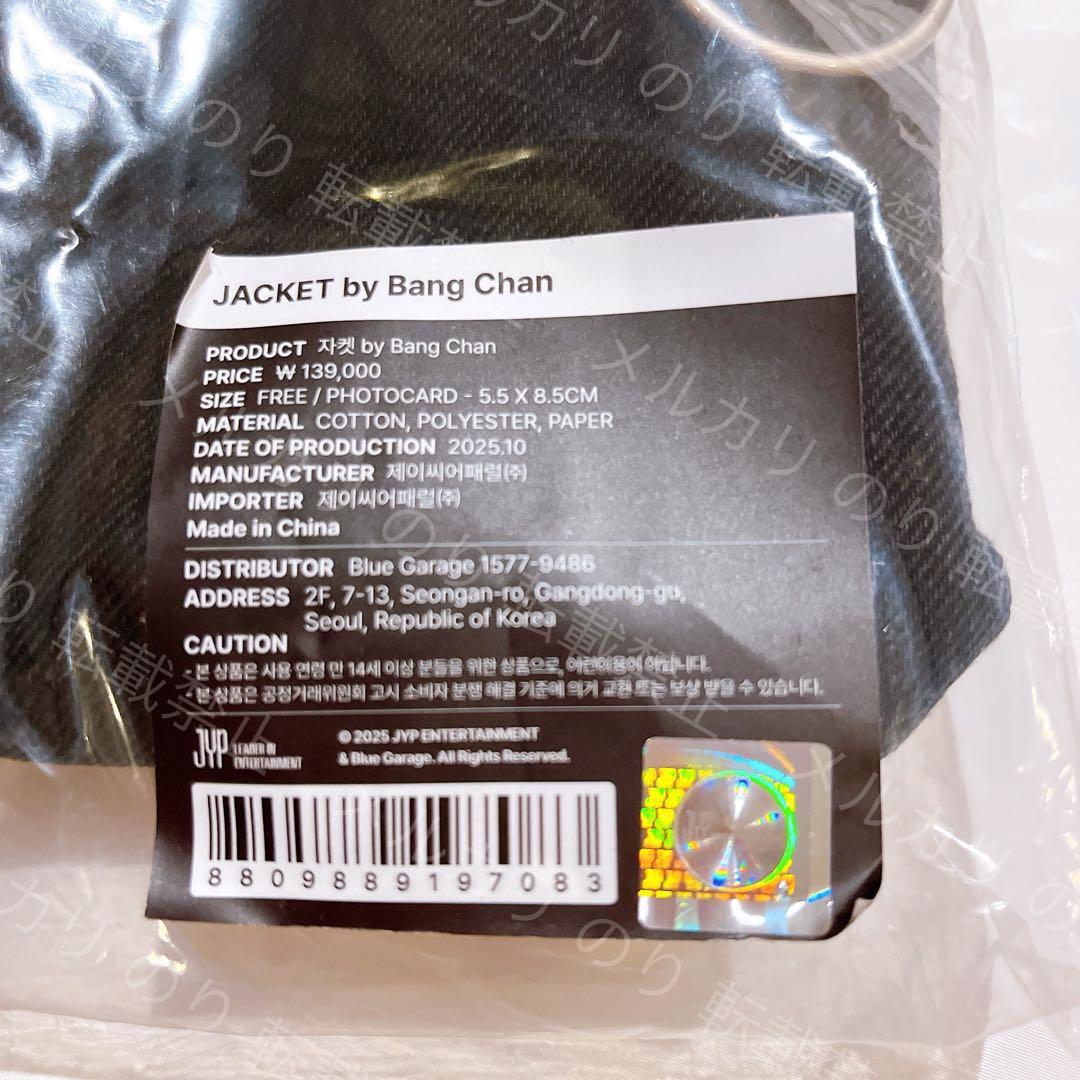 JACKET by Bang Chan
PRODUCT 자켓 by Bang Chan
PRICE ₩ 139,000
SIZE FREE / PHOTOCARD - 5.5 X 8.5CM
MATERIAL COTTON, POLYESTER, PAPER
DATE OF PRODUCTION 2025.10
MANUFACTURER 제이씨어패럴(주)
IMPORTER 제이씨어패럴(주)
Made in China
DISTRIBUTOR Blue Garage 1577-9486
ADDRESS 2F, 7-13, Seongan-ro, Gangdong-gu,
Seoul, Republic of Korea
CAUTION
- 본 상품은 사용 연령 만 14세 이상 분들을 위한 상품으로, 어린이용이 아닙니다.
- 본 상품은 공정거래위원회 고시 소비자 분쟁 해결 기준에 의거 교환 또는 보상 받을 수 있습니다.
JYP LEADER IN
ENTERTAINMENT
© 2025 JYP ENTERTAINMENT
& Blue Garage. All Rights Reserved.
8809889197083
メルカリ のり 転載禁止